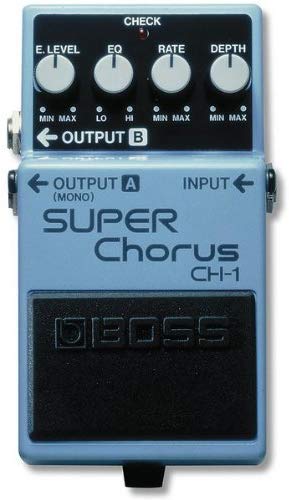 CHECK
E. LEVEL EQ RATE DEPTH
MIN MAX LO HI MIN MAX MIN MAX
OUTPUT B
OUTPUT A INPUT
(MONO)
SUPER
Chorus
CH-1
BOSS